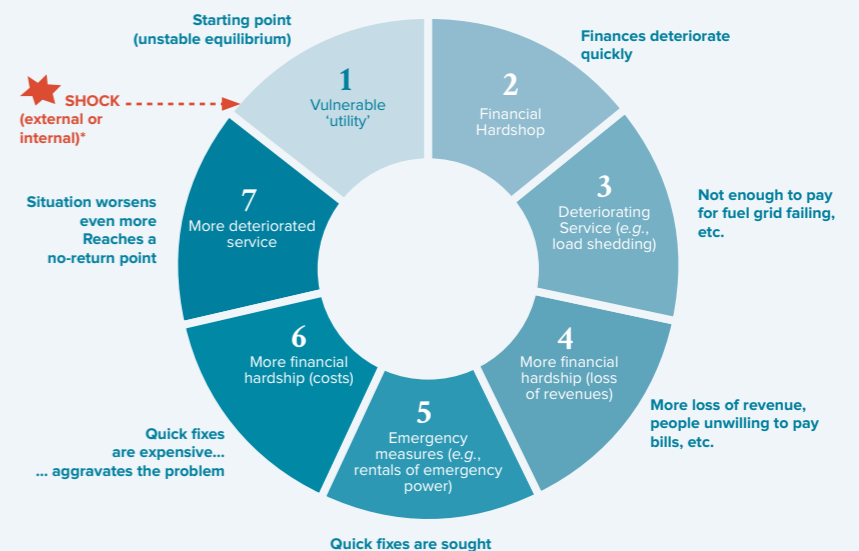 Starting point
(unstable equilibrium)
SHOCK
(external or
internal)*
1
Vulnerable
‘utility’
2
Financial
Hardshop
Finances deteriorate
quickly
3
Deteriorating
Service (e.g.,
load shedding)
Not enough to pay
for fuel grid failing,
etc.
4
More financial
hardship (loss
of revenues)
More loss of revenue,
people unwilling to pay
bills, etc.
5
Emergency
measures (e.g.,
rentals of emergency
power)
Quick fixes are sought
6
More financial
hardship (costs)
Quick fixes
are expensive...
... aggravates the problem
7
More deteriorated
service
Situation worsens
even more
Reaches a
no-return point